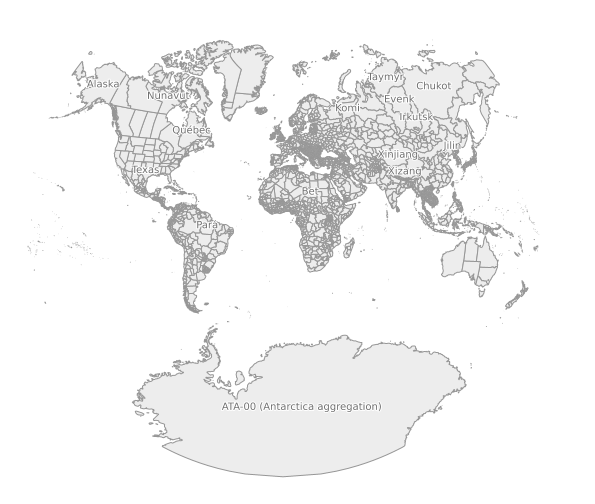 Taymyr
Alaska
Chukot
Nunavut
Evenk
Komi
Irkutsk
Québec
Jilin
Xinjiang
Texas
Xizang
Bet
Pará
ATA-00 (Antarctica aggregation)